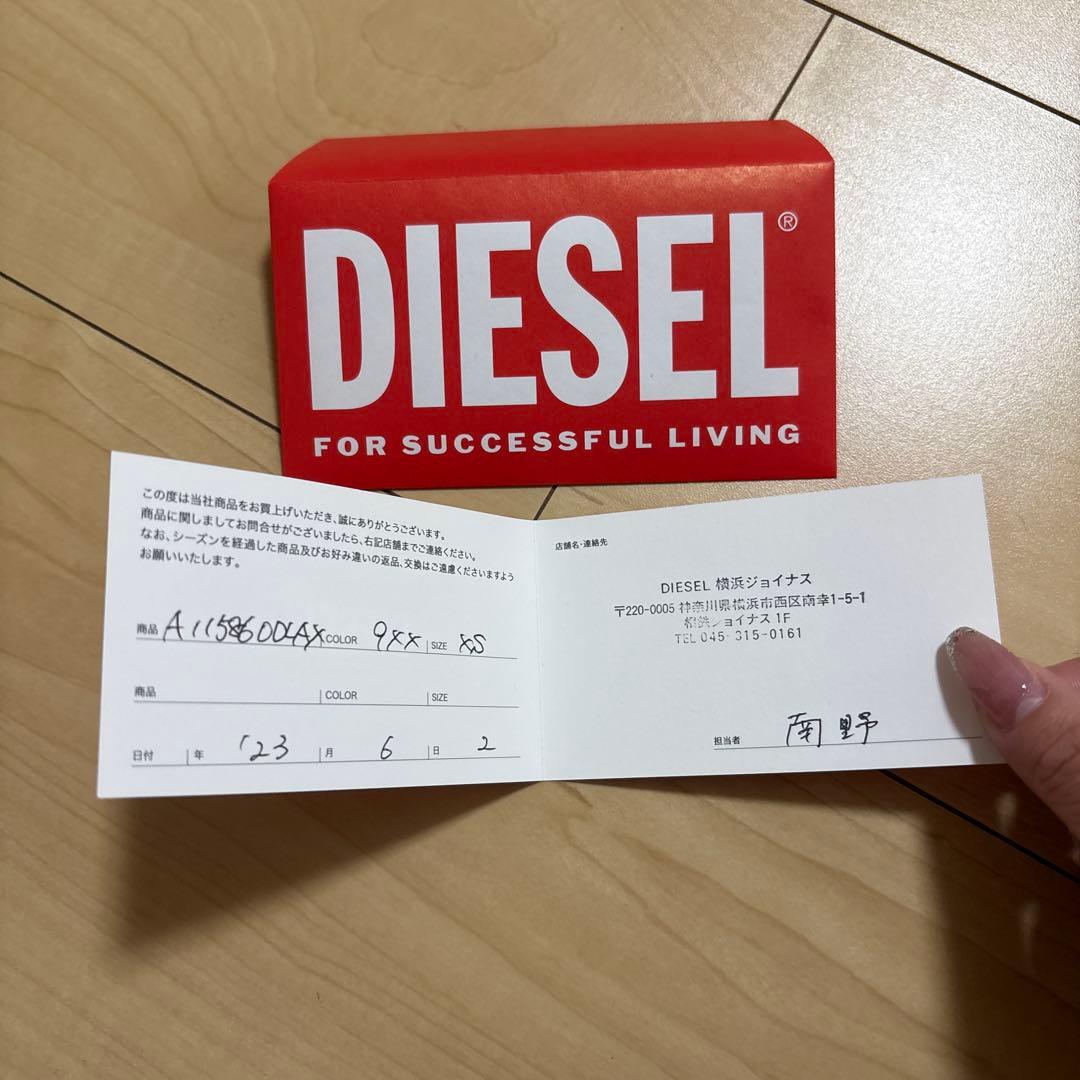 DIESEL®
FOR SUCCESSFUL LIVING
この度は当社商品をお買上げいただき、誠にありがとうございます。
商品に関しましてお問合せがございましたら、右記店舗までご連絡ください。
なお、シーズンを経過した商品及びお好み違いの返品、交換はご遠慮くださいますよう
お願いいたします。
商品 A115860DLAX COLOR 9XX SIZE XS
商品 COLOR SIZE
日付 年 '23 月 6 日 2
店舗名・連絡先
DIESEL 横浜ジョイナス
〒220-0005 神奈川県横浜市西区南幸1-5-1
相鉄ジョイナス 1F
TEL 045-315-0161
担当者 南野